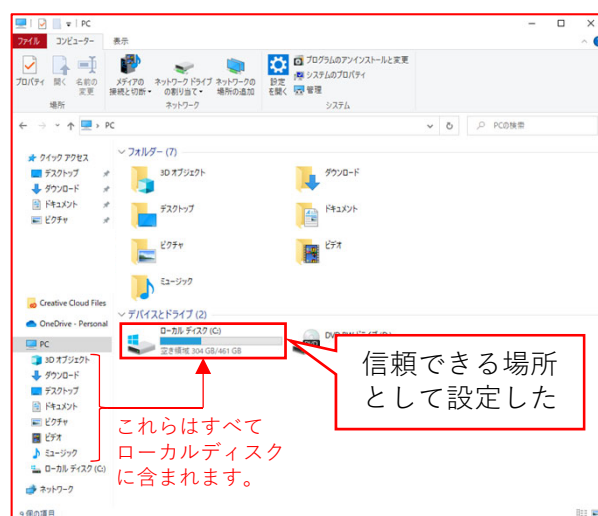 PC
ファイル コンピューター 表示
プロパティ 開く 名前の変更 メディアの接続と切断 ネットワーク ドライブの割り当て ネットワークの場所の追加 設定を開く プログラムのアンインストールと変更
システムのプロパティ
管理
場所 ネットワーク システム
PC PCの検索
クイック アクセス
デスクトップ
ダウンロード
ドキュメント
ピクチャ
Creative Cloud Files
OneDrive - Personal
PC
3D オブジェクト
ダウンロード
デスクトップ
ドキュメント
ピクチャ
ビデオ
ミュージック
ローカル ディスク (C:)
ネットワーク
9 個の項目
フォルダー (7)
3D オブジェクト ダウンロード
デスクトップ ドキュメント
ピクチャ ビデオ
ミュージック
デバイスとドライブ (2)
ローカル ディスク (C:)
空き領域 304 GB/461 GB
信頼できる場所
として設定した
これらはすべて
ローカルディスク
に含まれます。